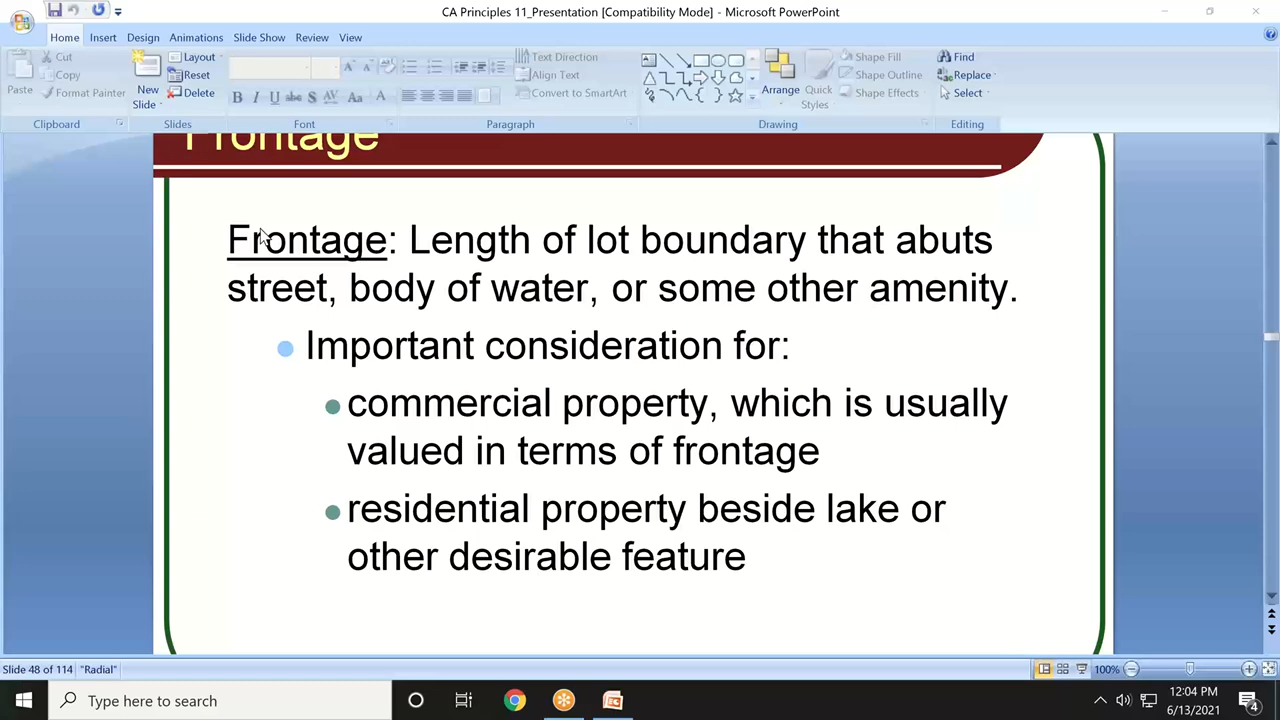 CA Principles 11_Presentation [Compatibility Mode] - Microsoft PowerPoint
Home Insert Design Animations Slide Show Review View
Cut
Copy
Format Painter
Paste
Clipboard
New
Slide
Layout
Reset
Delete
Slides
B I U abc S AV Aa A
Font
Text Direction
Align Text
Convert to SmartArt
Paragraph
Arrange
Quick
Styles
Shape Fill
Shape Outline
Shape Effects
Drawing
Find
Replace
Select
Editing
Frontage
Frontage: Length of lot boundary that abuts
street, body of water, or some other amenity.
Important consideration for:
commercial property, which is usually
valued in terms of frontage
residential property beside lake or
other desirable feature
Slide 48 of 114 "Radial" 100%
Type here to search
12:04 PM
6/13/2021
4